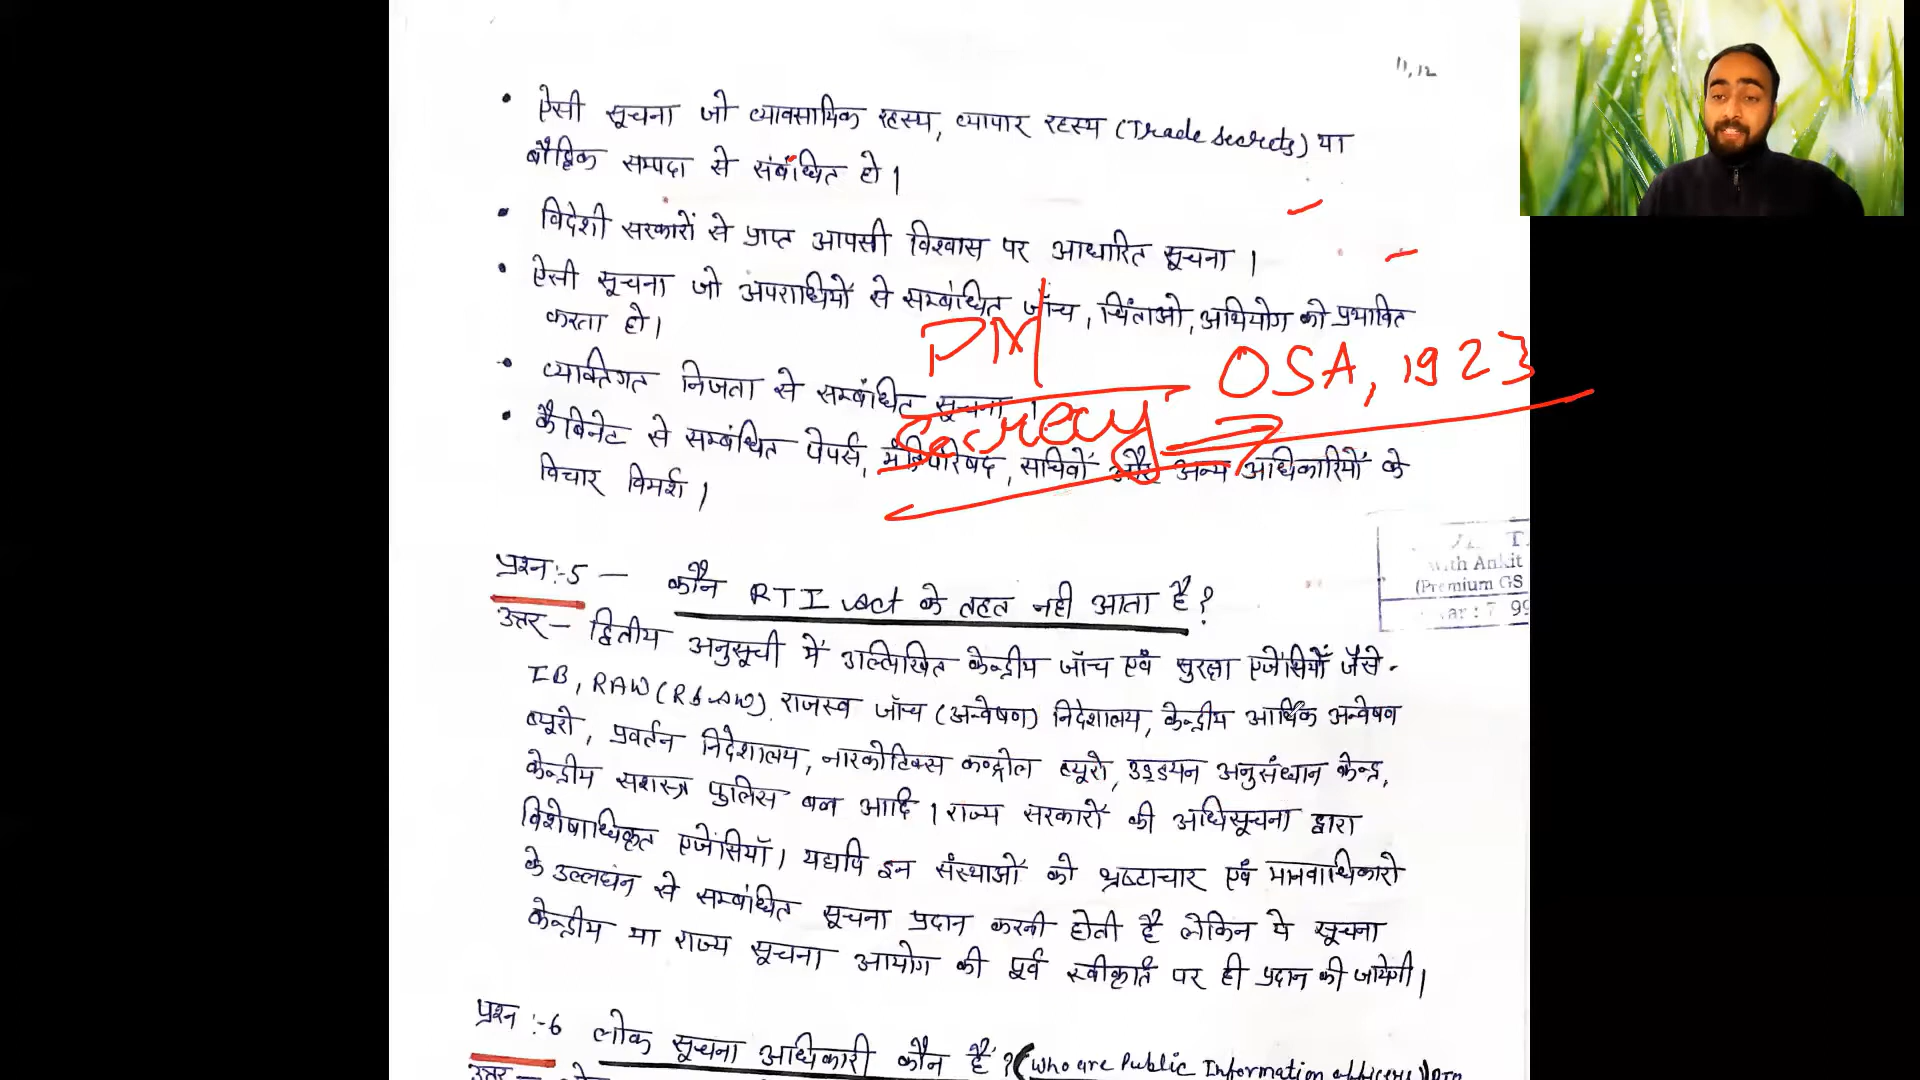 11,12
• ऐसी सूचना जो व्यावसायिक रहस्य, व्यापार रहस्य (Trade secrets) या
बौद्धिक सम्पदा से संबंधित हो।
• विदेशी सरकारों से प्राप्त आपसी विश्वास पर आधारित सूचना।
• ऐसी सूचना जो अपराधियों से सम्बंधित जाँच, चिंताओ, अभियोग को प्रभावित
करता हो।
PM
OSA, 1923
• व्यक्तिगत निजता से सम्बंधित सूचना।
Secrecy
• कैबिनेट से सम्बंधित पेपर्स, मंत्रिपरिषद, सचिवों और अन्य अधिकारियों के
विचार विमर्श।
with Ankit
(Premium GS
प्रश्न:-5 – कौन RTI Act के तहत नही आता है?
उत्तर – द्वितीय अनुसूची में उल्लिखित केन्द्रीय जाँच एवं सुरक्षा एजेंसियाँ जैसे-
IB, RAW (R&AW), राजस्व जाँच (अन्वेषण) निदेशालय, केन्द्रीय आर्थिक अन्वेषण
ब्यूरो, प्रवर्तन निदेशालय, नारकोटिक्स कन्ट्रोल ब्यूरो, उड्डयन अनुसंधान केन्द्र,
केन्द्रीय सशस्त्र पुलिस बल आदि। राज्य सरकारों की अधिसूचना द्वारा
विशेषाधिकृत एजेंसियाँ। यद्यपि इन संस्थाओं को भ्रष्टाचार एवं मानवाधिकारो
के उल्लघंन से सम्बंधित सूचना प्रदान करनी होती है लेकिन ये सूचना
केन्द्रीय या राज्य सूचना आयोग की पूर्व स्वीकृति पर ही प्रदान की जायेगी।
प्रश्न :-6 लोक सूचना अधिकारी कौन हैं? (Who are Public Information officers)
उत्तर –